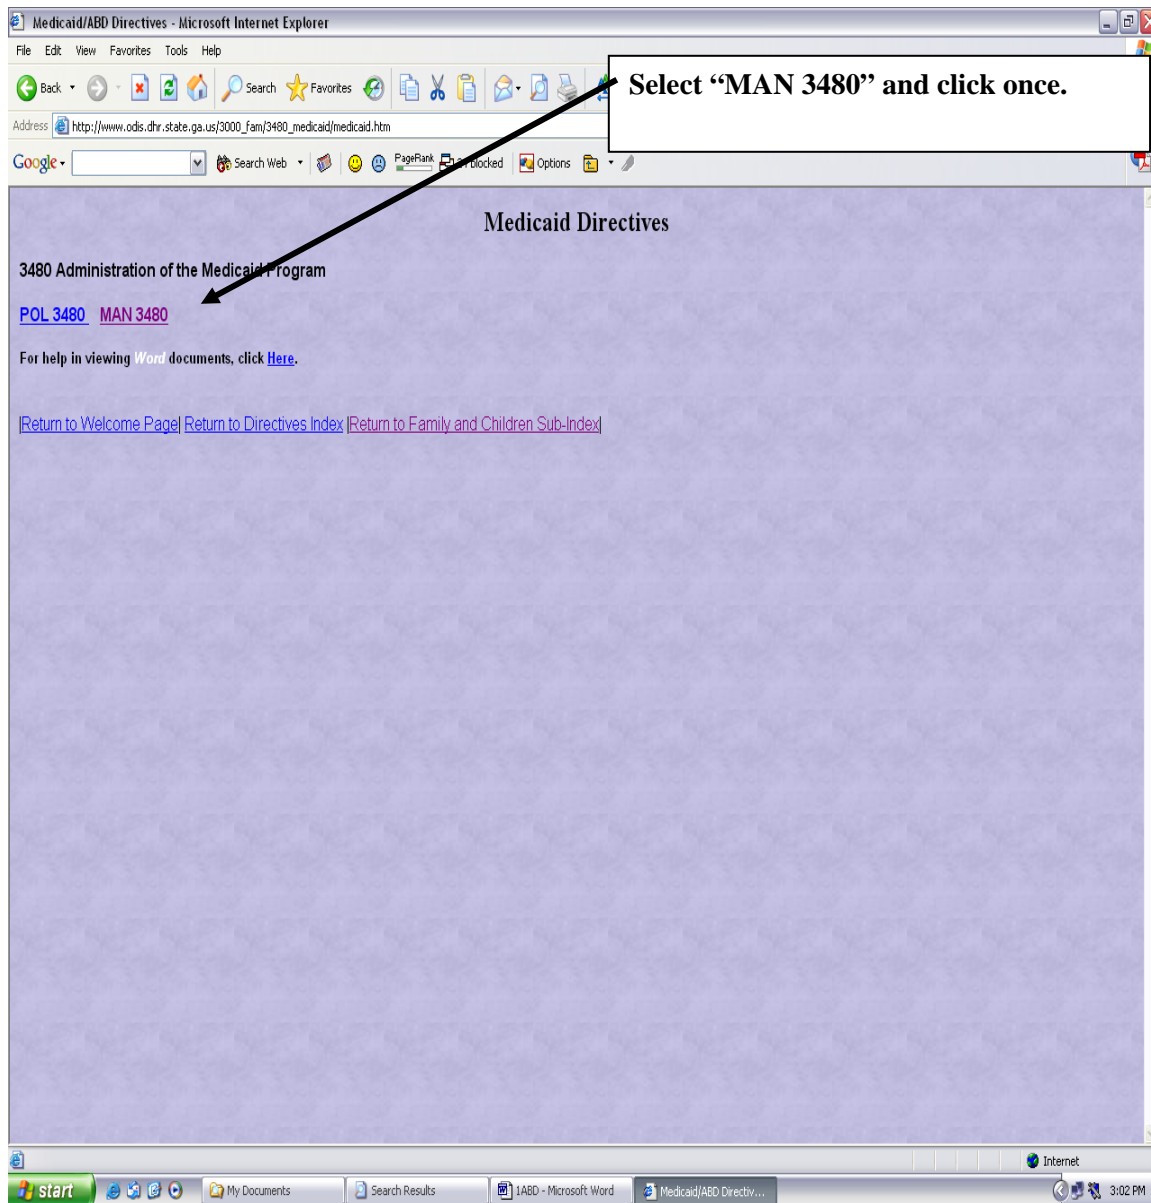 Medicaid/ABD Directives - Microsoft Internet Explorer
File Edit View Favorites Tools Help
Back Search Favorites
Select “MAN 3480” and click once.
Address http://www.odis.dhr.state.ga.us/3000_fam/3480_medicaid/medicaid.htm
Google Search Web PageRank blocked Options
Medicaid Directives
3480 Administration of the Medicaid Program
POL 3480 MAN 3480
For help in viewing Word documents, click Here.
|Return to Welcome Page| Return to Directives Index |Return to Family and Children Sub-Index|
Internet
start My Documents Search Results 1ABD - Microsoft Word Medicaid/ABD Directiv... 3:02 PM